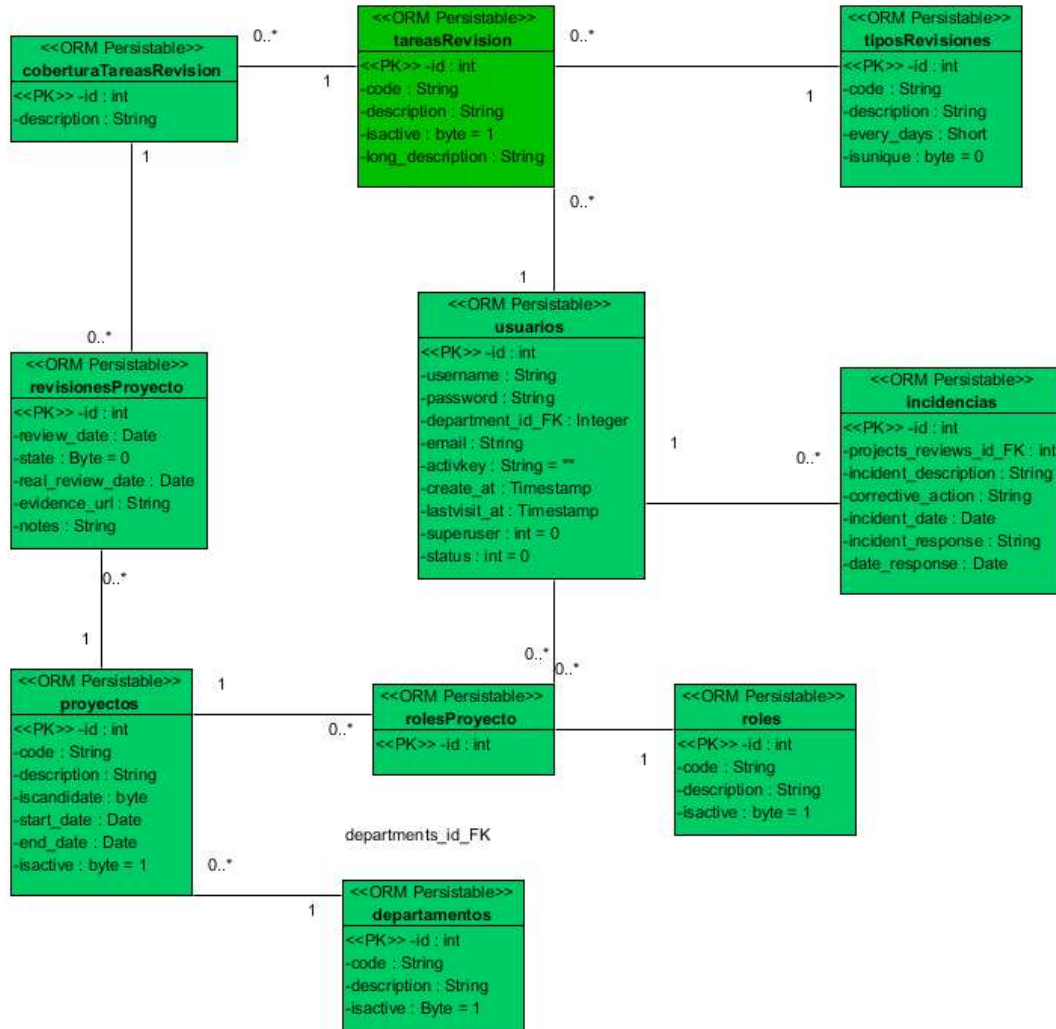 <<ORM Persistable>>
coberturaTareasRevision
<<PK>> -id : int
-description : String
0..*
1
<<ORM Persistable>>
tareasRevision
<<PK>> -id : int
-code : String
-description : String
-isactive : byte = 1
-long_description : String
0..*
1
<<ORM Persistable>>
tiposRevisiones
<<PK>> -id : int
-code : String
-description : String
-every_days : Short
-isunique : byte = 0
1
0..*
0..*
1
<<ORM Persistable>>
revisionesProyecto
<<PK>> -id : int
-review_date : Date
-state : Byte = 0
-real_review_date : Date
-evidence_url : String
-notes : String
<<ORM Persistable>>
usuarios
<<PK>> -id : int
-username : String
-password : String
-department_id_FK : Integer
-email : String
-activkey : String = ""
-create_at : Timestamp
-lastvisit_at : Timestamp
-superuser : int = 0
-status : int = 0
1
0..*
<<ORM Persistable>>
incidencias
<<PK>> -id : int
-projects_reviews_id_FK : int
-incident_description : String
-corrective_action : String
-incident_date : Date
-incident_response : String
-date_response : Date
0..*
1
0..*
0..*
<<ORM Persistable>>
proyectos
<<PK>> -id : int
-code : String
-description : String
-iscandidate : byte
-start_date : Date
-end_date : Date
-isactive : byte = 1
1
0..*
<<ORM Persistable>>
rolesProyecto
<<PK>> -id : int
1
<<ORM Persistable>>
roles
<<PK>> -id : int
-code : String
-description : String
-isactive : byte = 1
departments_id_FK
0..*
1
<<ORM Persistable>>
departamentos
<<PK>> -id : int
-code : String
-description : String
-isactive : Byte = 1